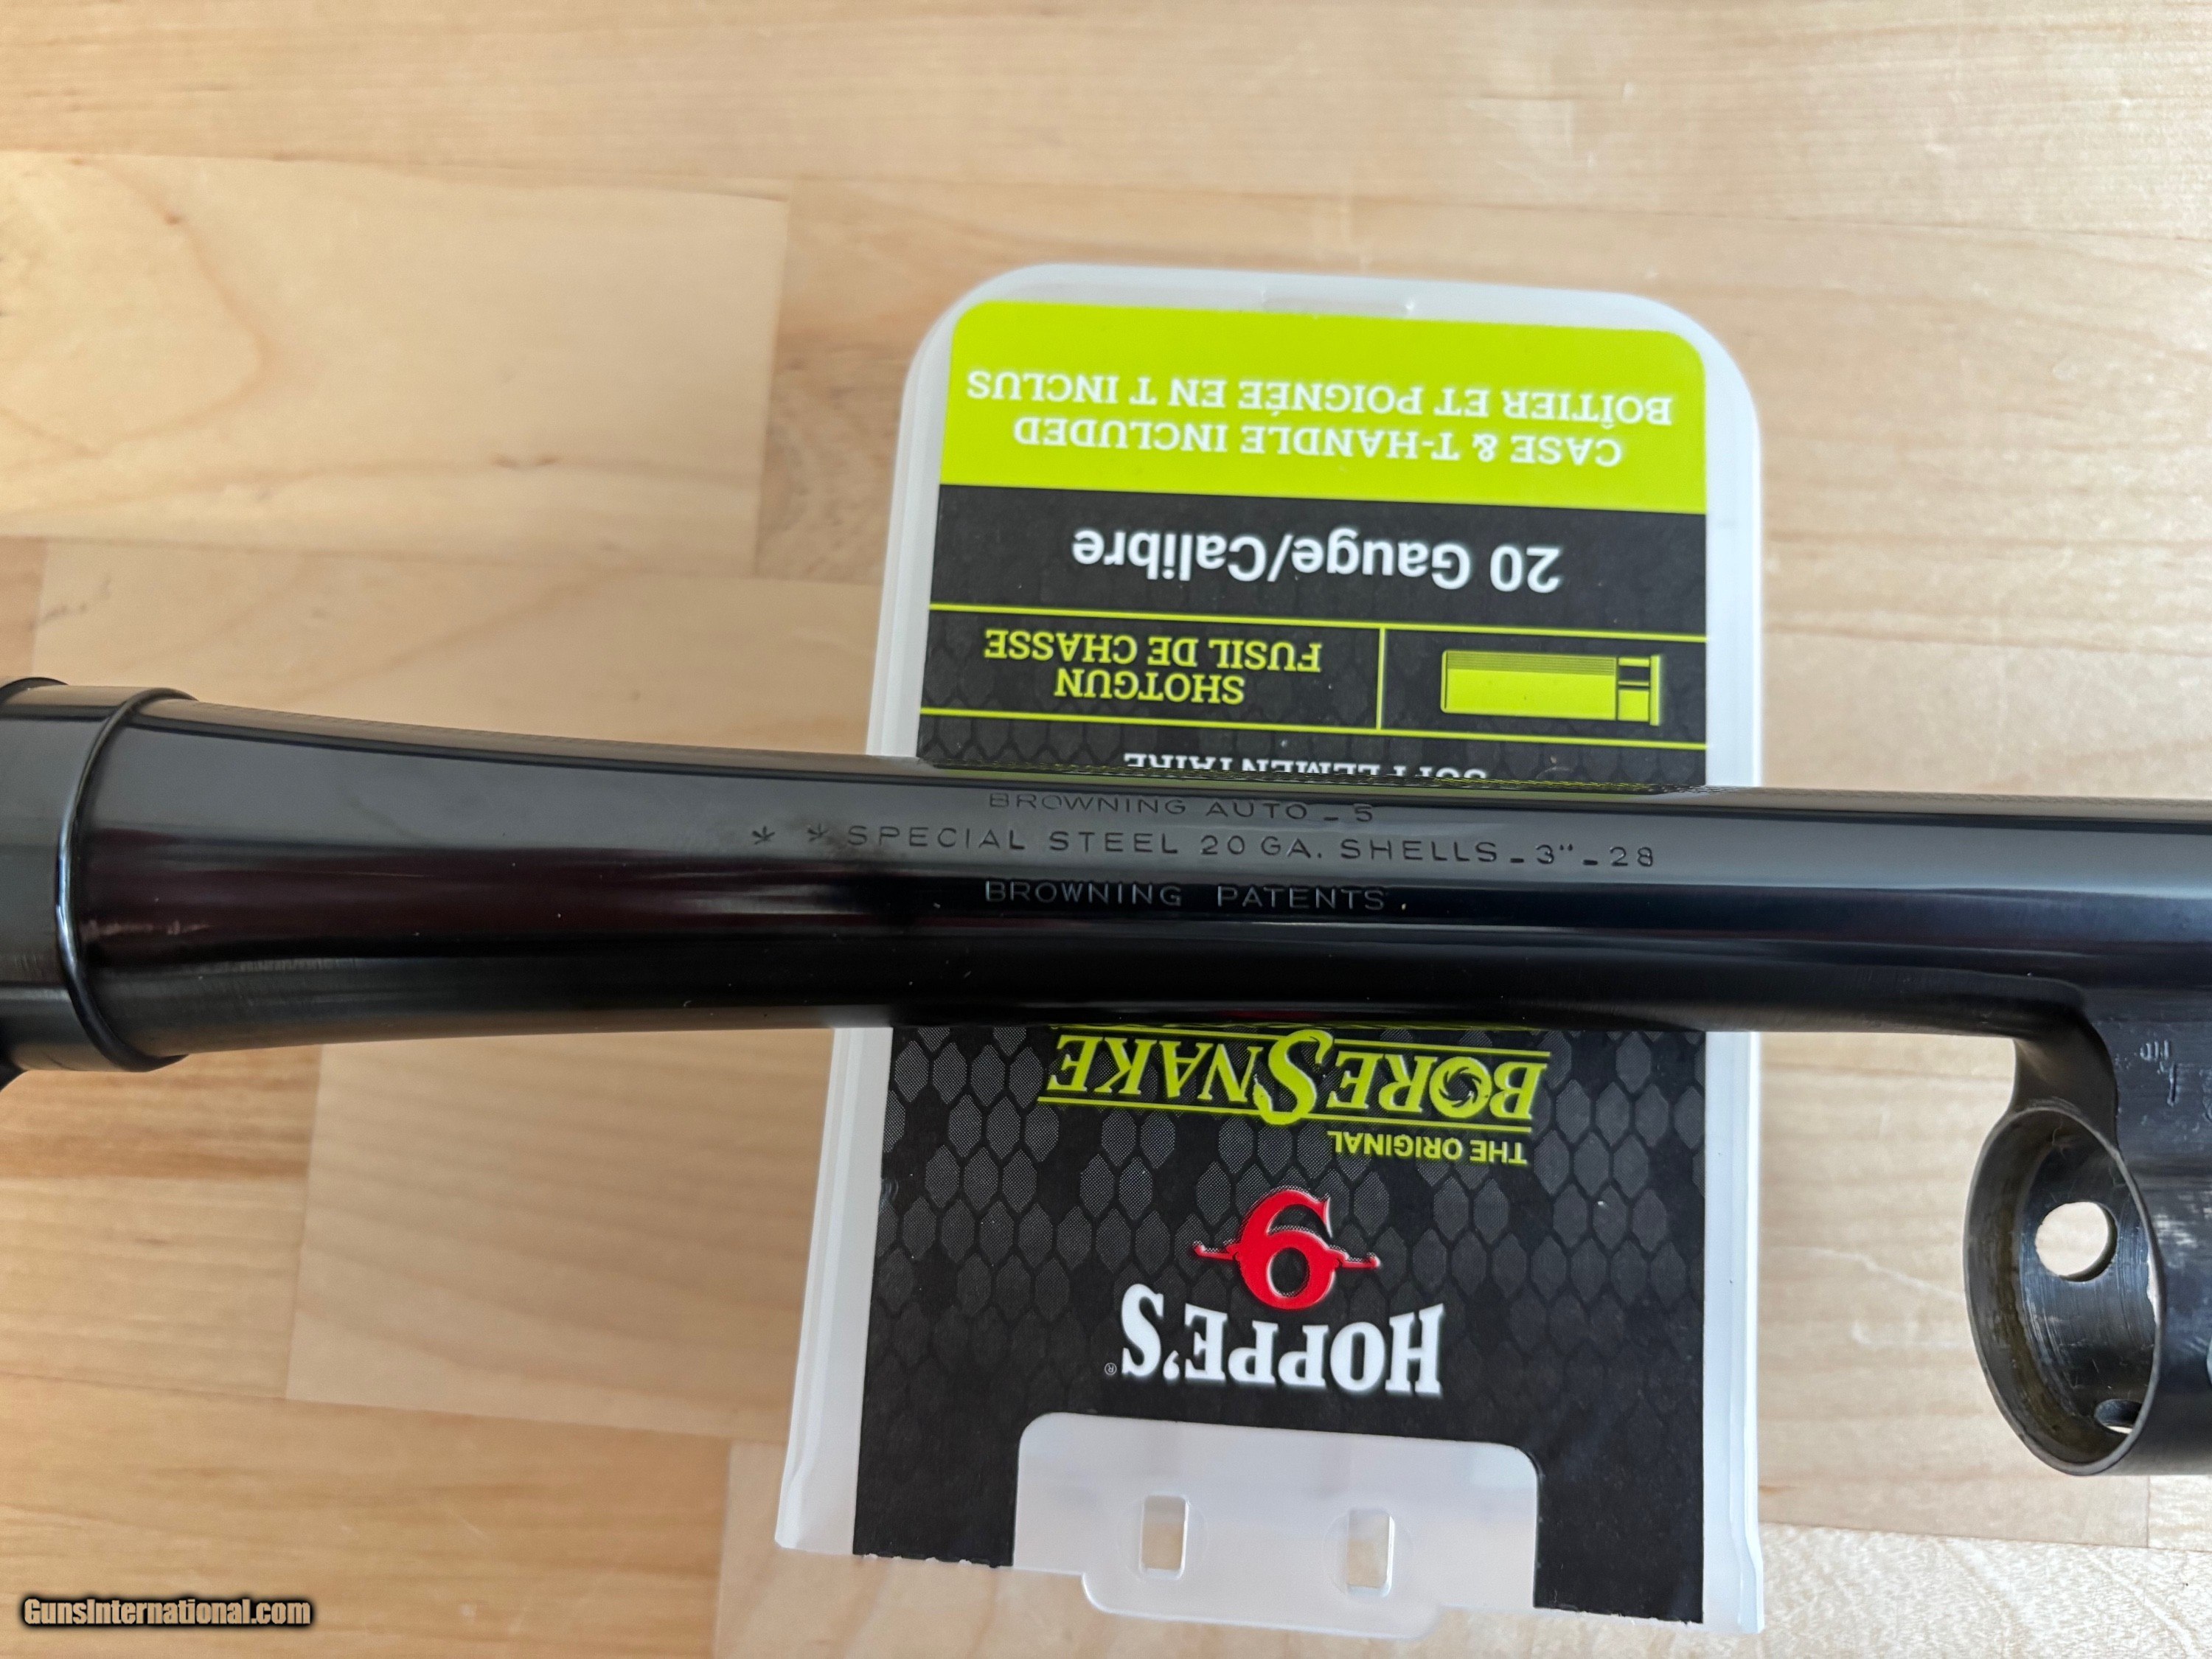 BOÎTIER ET POIGNÉE EN T INCLUS
CASE & T-HANDLE INCLUDED
20 Gauge/Calibre
FUSIL DE CHASSE
SHOTGUN
BROWNING AUTO-5
* * SPECIAL STEEL 20 GA. SHELLS-3"-28
BROWNING PATENTS
BORESNAKE
THE ORIGINAL
9
HOPPE'S®
GunsInternational.com